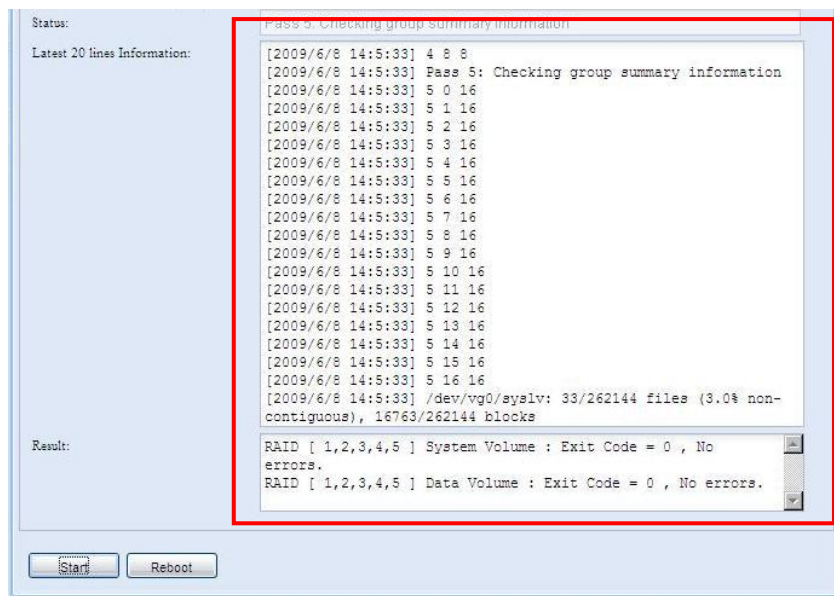 Status:
Pass 5: Checking group summary information
Latest 20 lines Information:
[2009/6/8 14:5:33] 4 8 8
[2009/6/8 14:5:33] Pass 5: Checking group summary information
[2009/6/8 14:5:33] 5 0 16
[2009/6/8 14:5:33] 5 1 16
[2009/6/8 14:5:33] 5 2 16
[2009/6/8 14:5:33] 5 3 16
[2009/6/8 14:5:33] 5 4 16
[2009/6/8 14:5:33] 5 5 16
[2009/6/8 14:5:33] 5 6 16
[2009/6/8 14:5:33] 5 7 16
[2009/6/8 14:5:33] 5 8 16
[2009/6/8 14:5:33] 5 9 16
[2009/6/8 14:5:33] 5 10 16
[2009/6/8 14:5:33] 5 11 16
[2009/6/8 14:5:33] 5 12 16
[2009/6/8 14:5:33] 5 13 16
[2009/6/8 14:5:33] 5 14 16
[2009/6/8 14:5:33] 5 15 16
[2009/6/8 14:5:33] 5 16 16
[2009/6/8 14:5:33] /dev/vg0/syslv: 33/262144 files (3.0% non-
contiguous), 16763/262144 blocks
Result:
RAID [ 1,2,3,4,5 ] System Volume : Exit Code = 0 , No
errors.
RAID [ 1,2,3,4,5 ] Data Volume : Exit Code = 0 , No errors.
Start
Reboot